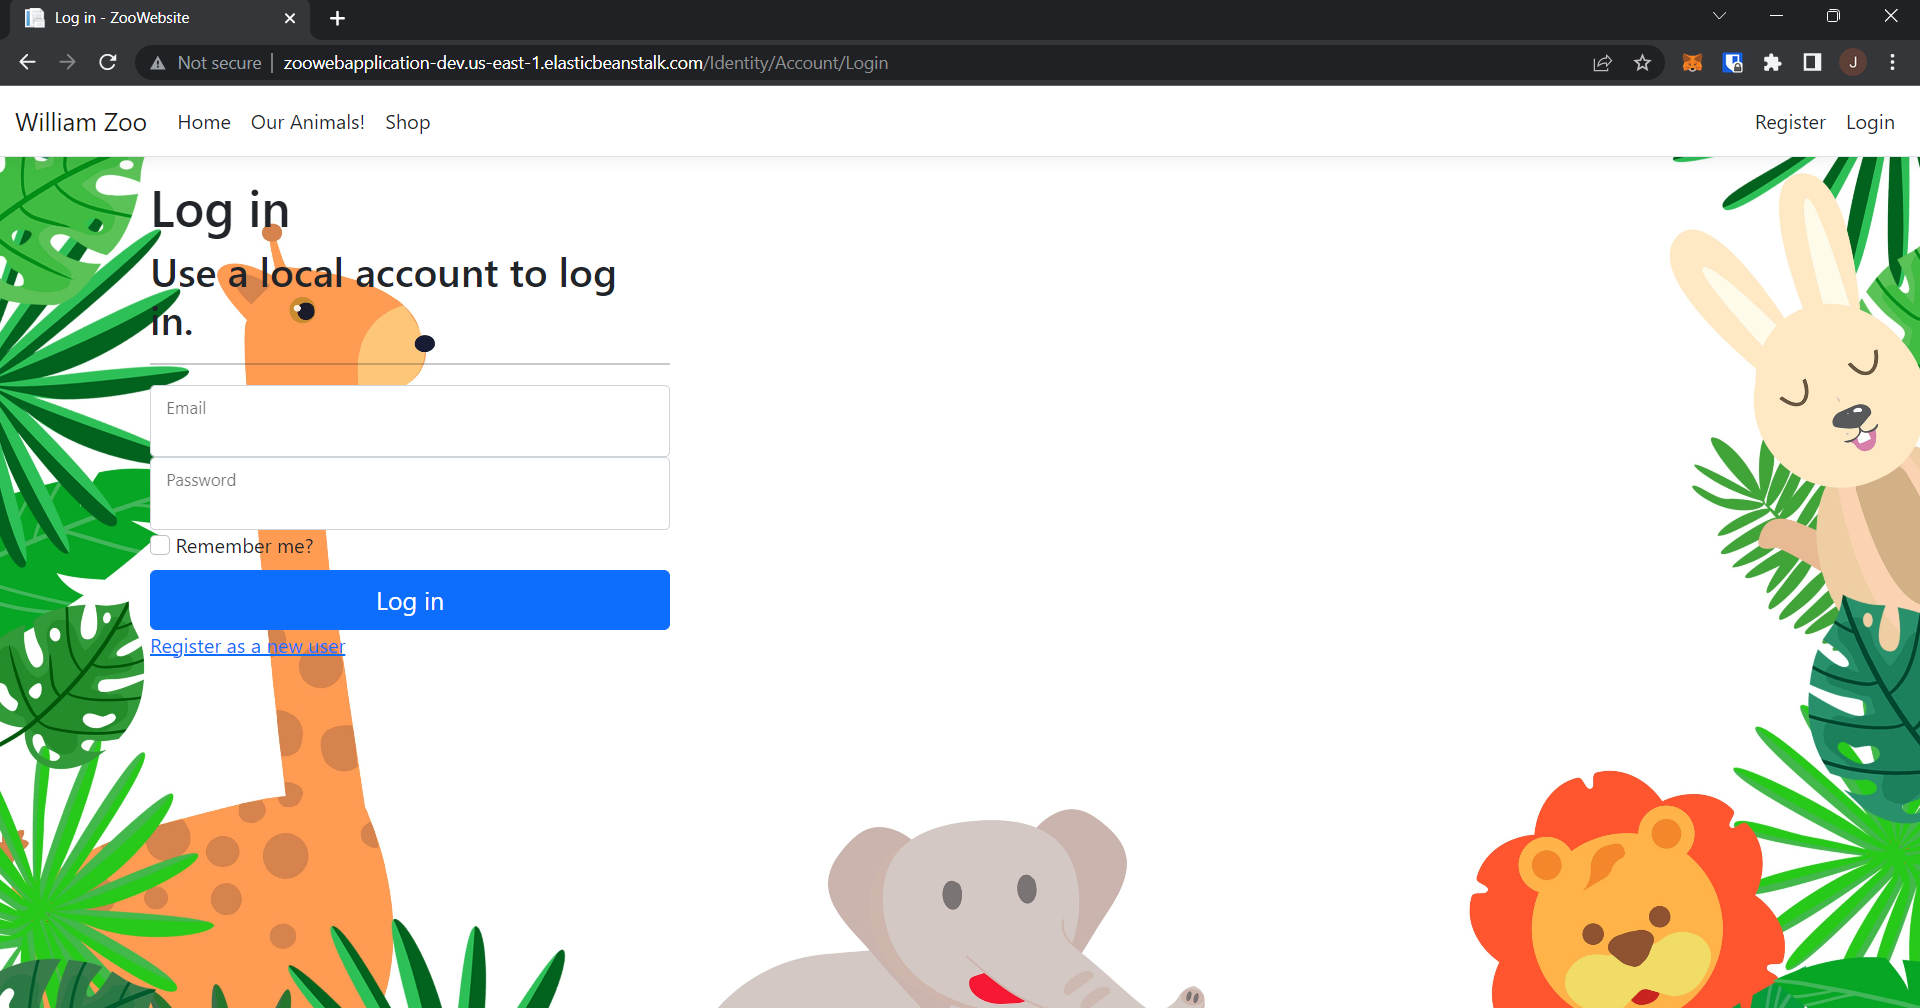 Log in - ZooWebsite
Not secure zoowebapplication-dev.us-east-1.elasticbeanstalk.com/Identity/Account/Login
J
William Zoo Home Our Animals! Shop Register Login
Log in
Use a local account to log
in.
Email
Password
Remember me?
Log in
Register as a new user